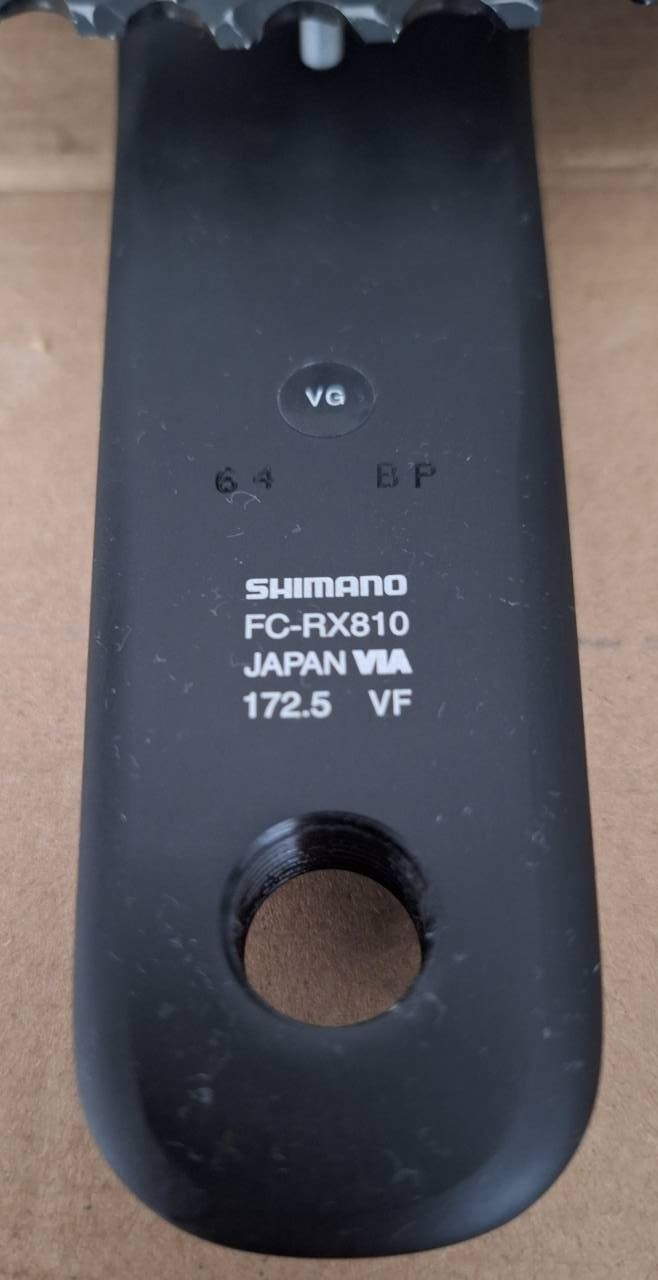 VG
64 BP
SHIMANO
FC-RX810
JAPAN VIA
172.5 VF